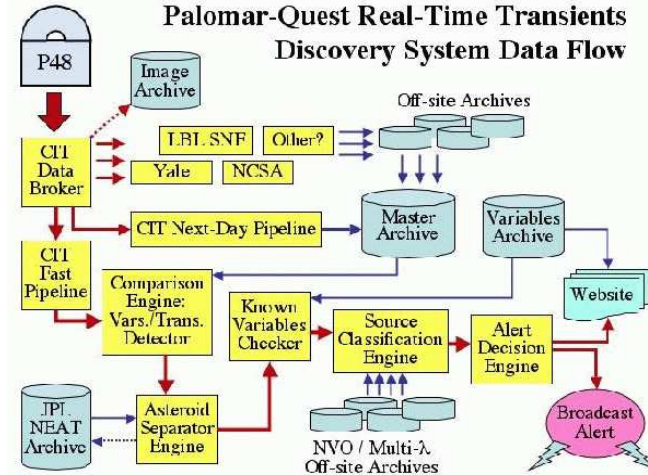 Palomar-Quest Real-Time Transients
Discovery System Data Flow
P48
Image
Archive
Off-site Archives
LBL SNF
Other?
CIT
Data
Broker
Yale
NCSA
CIT Next-Day Pipeline
Master
Archive
Variables
Archive
CIT
Fast
Pipeline
Comparison
Engine:
Vars./Trans.
Detector
Known
Variables
Checker
Source
Classification
Engine
Alert
Decision
Engine
Website
JPL
NEAT
Archive
Asteroid
Separator
Engine
NVO / Multi-λ
Off-site Archives
Broadcast
Alert